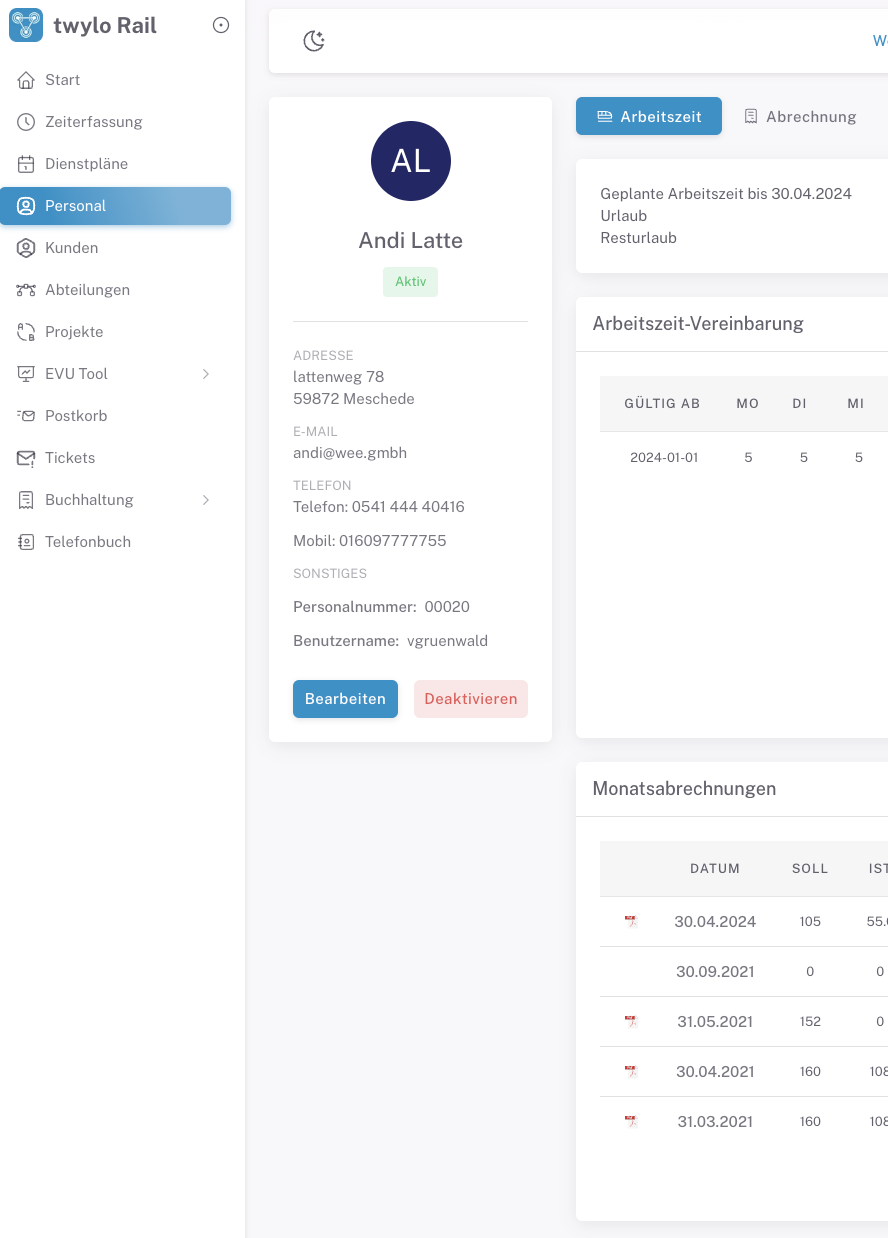 twylo Rail
Start
Zeiterfassung
Dienstpläne
Personal
Kunden
Abteilungen
Projekte
EVU Tool
Postkorb
Tickets
Buchhaltung
Telefonbuch
AL
Andi Latte
Aktiv
ADRESSE
lattenweg 78
59872 Meschede
E-MAIL
andi@wee.gmbh
TELEFON
Telefon: 0541 444 40416
Mobil: 016097777755
SONSTIGES
Personalnummer: 00020
Benutzername: vgruenwald
Bearbeiten Deaktivieren
Arbeitszeit Abrechnung
Geplante Arbeitszeit bis 30.04.2024
Urlaub
Resturlaub
Arbeitszeit-Vereinbarung
GÜLTIG AB MO DI MI
2024-01-01 5 5 5
Monatsabrechnungen
DATUM SOLL IST
30.04.2024 105 55.
30.09.2021 0 0
31.05.2021 152 0
30.04.2021 160 108
31.03.2021 160 108